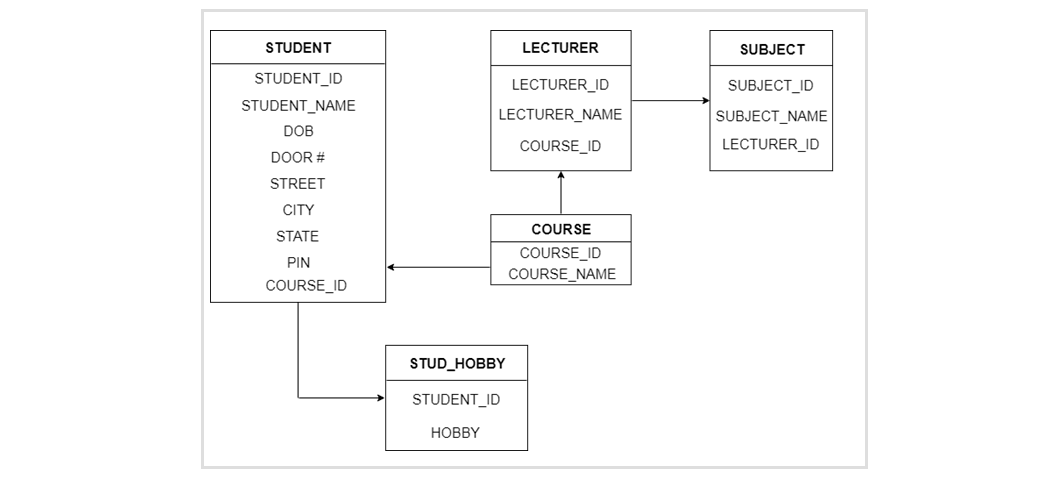 STUDENT
STUDENT_ID
STUDENT_NAME
DOB
DOOR #
STREET
CITY
STATE
PIN
COURSE_ID
LECTURER
LECTURER_ID
LECTURER_NAME
COURSE_ID
SUBJECT
SUBJECT_ID
SUBJECT_NAME
LECTURER_ID
COURSE
COURSE_ID
COURSE_NAME
STUD_HOBBY
STUDENT_ID
HOBBY